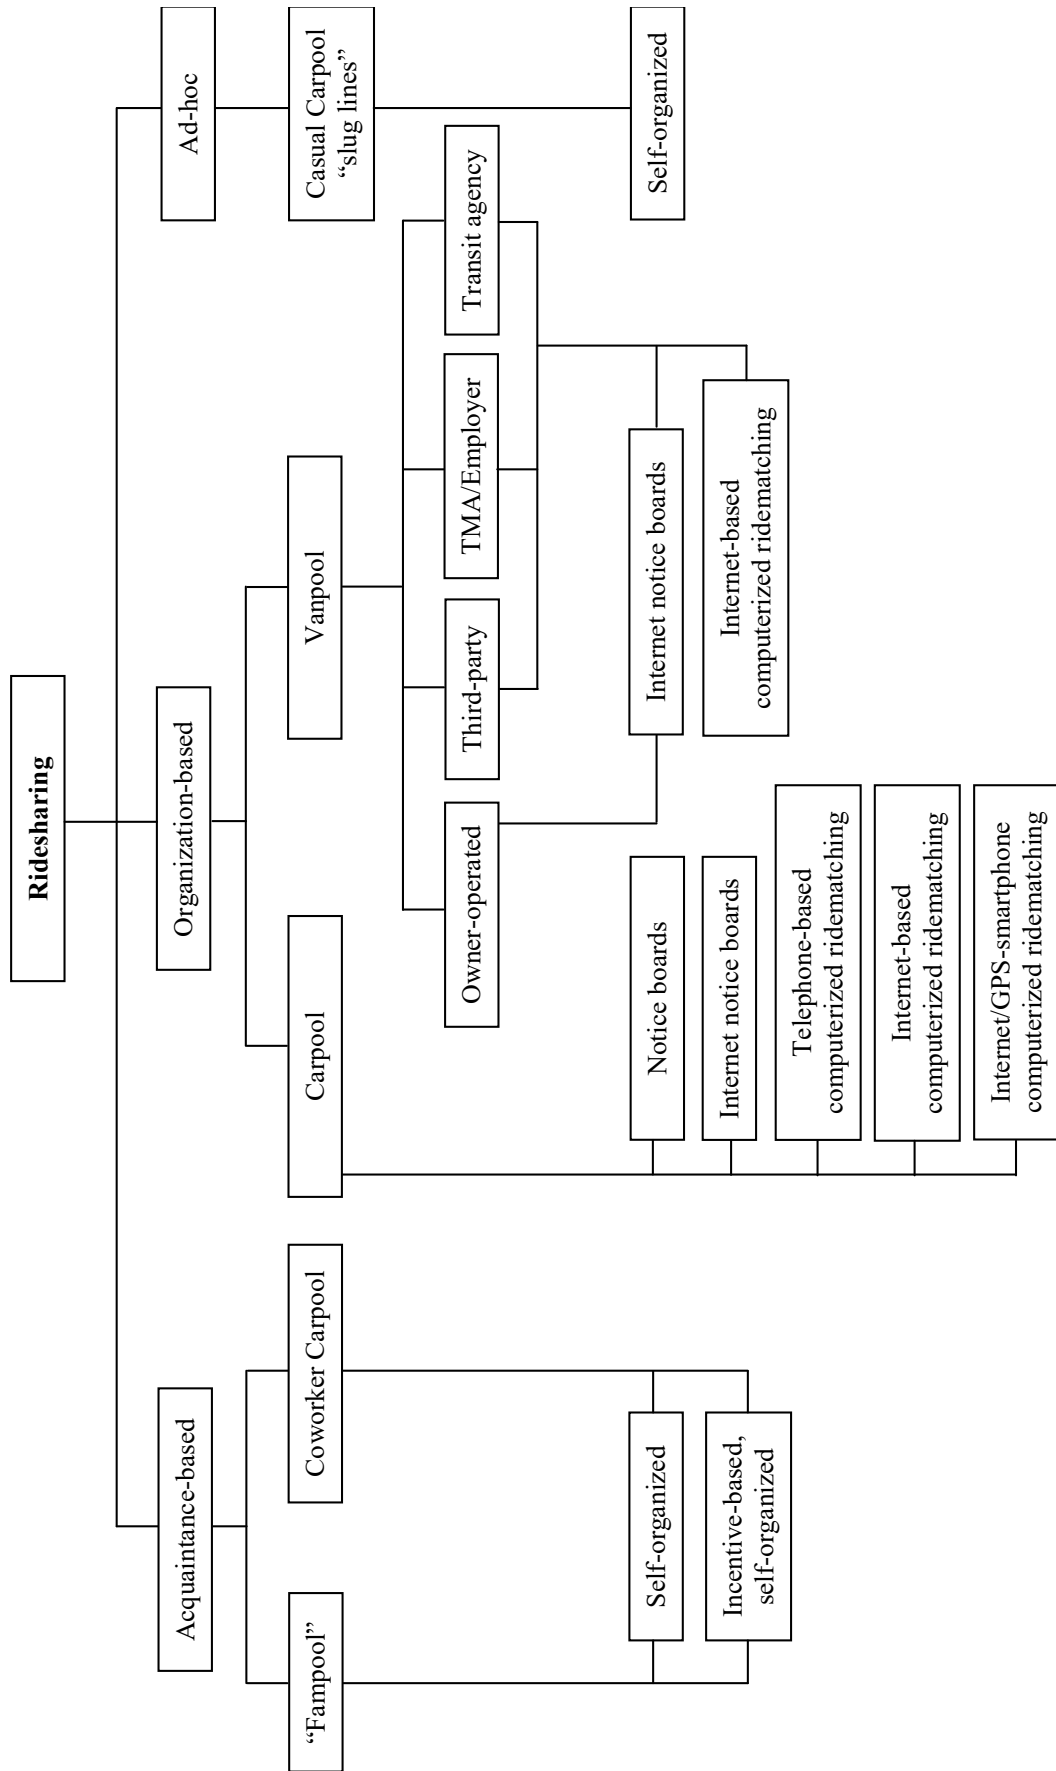 Ridesharing
Acquaintance-based
Organization-based
Ad-hoc
“Fampool”
Coworker Carpool
Carpool
Vanpool
Casual Carpool
“slug lines”
Owner-operated
Third-party
TMA/Employer
Transit agency
Self-organized
Incentive-based,
self-organized
Notice boards
Internet notice boards
Telephone-based
computerized ridematching
Internet-based
computerized ridematching
Internet/GPS-smartphone
computerized ridematching
Internet notice boards
Internet-based
computerized ridematching
Self-organized